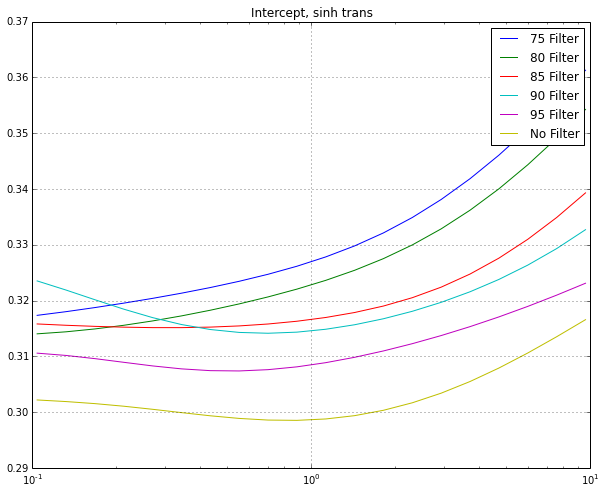 Intercept, sinh trans
0.37
0.36
0.35
0.34
0.33
0.32
0.31
0.30
0.29
75 Filter
80 Filter
85 Filter
90 Filter
95 Filter
No Filter
10⁻¹
10⁰
10¹